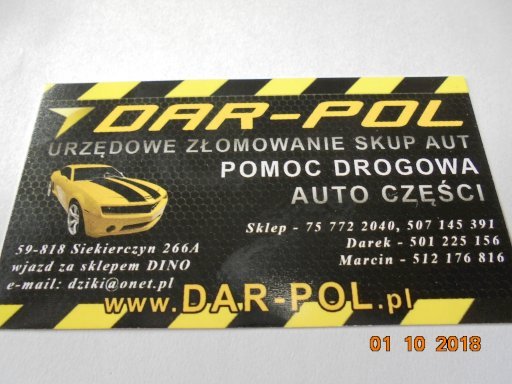 DAR-POL
URZĘDOWE ZŁOMOWANIE SKUP AUT
POMOC DROGOWA
AUTO CZĘŚCI
Sklep - 75 772 2040, 507 145 391
Darek - 501 225 156
Marcin - 512 176 816
59-818 Siekierczyn 266A
wjazd za sklepem DINO
e-mail: dziki@onet.pl
www.DAR-POL.pl
01 10 2018